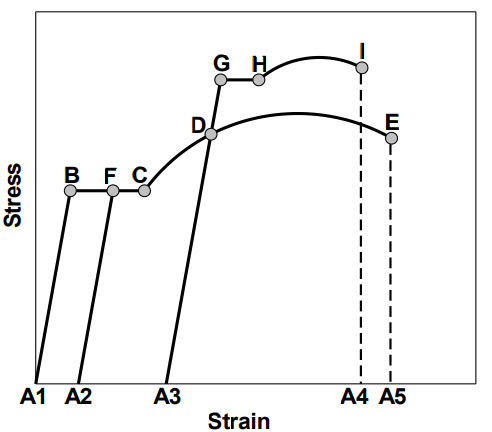 I
G H
D
E
B F C
Stress
A1 A2 A3 A4 A5
Strain